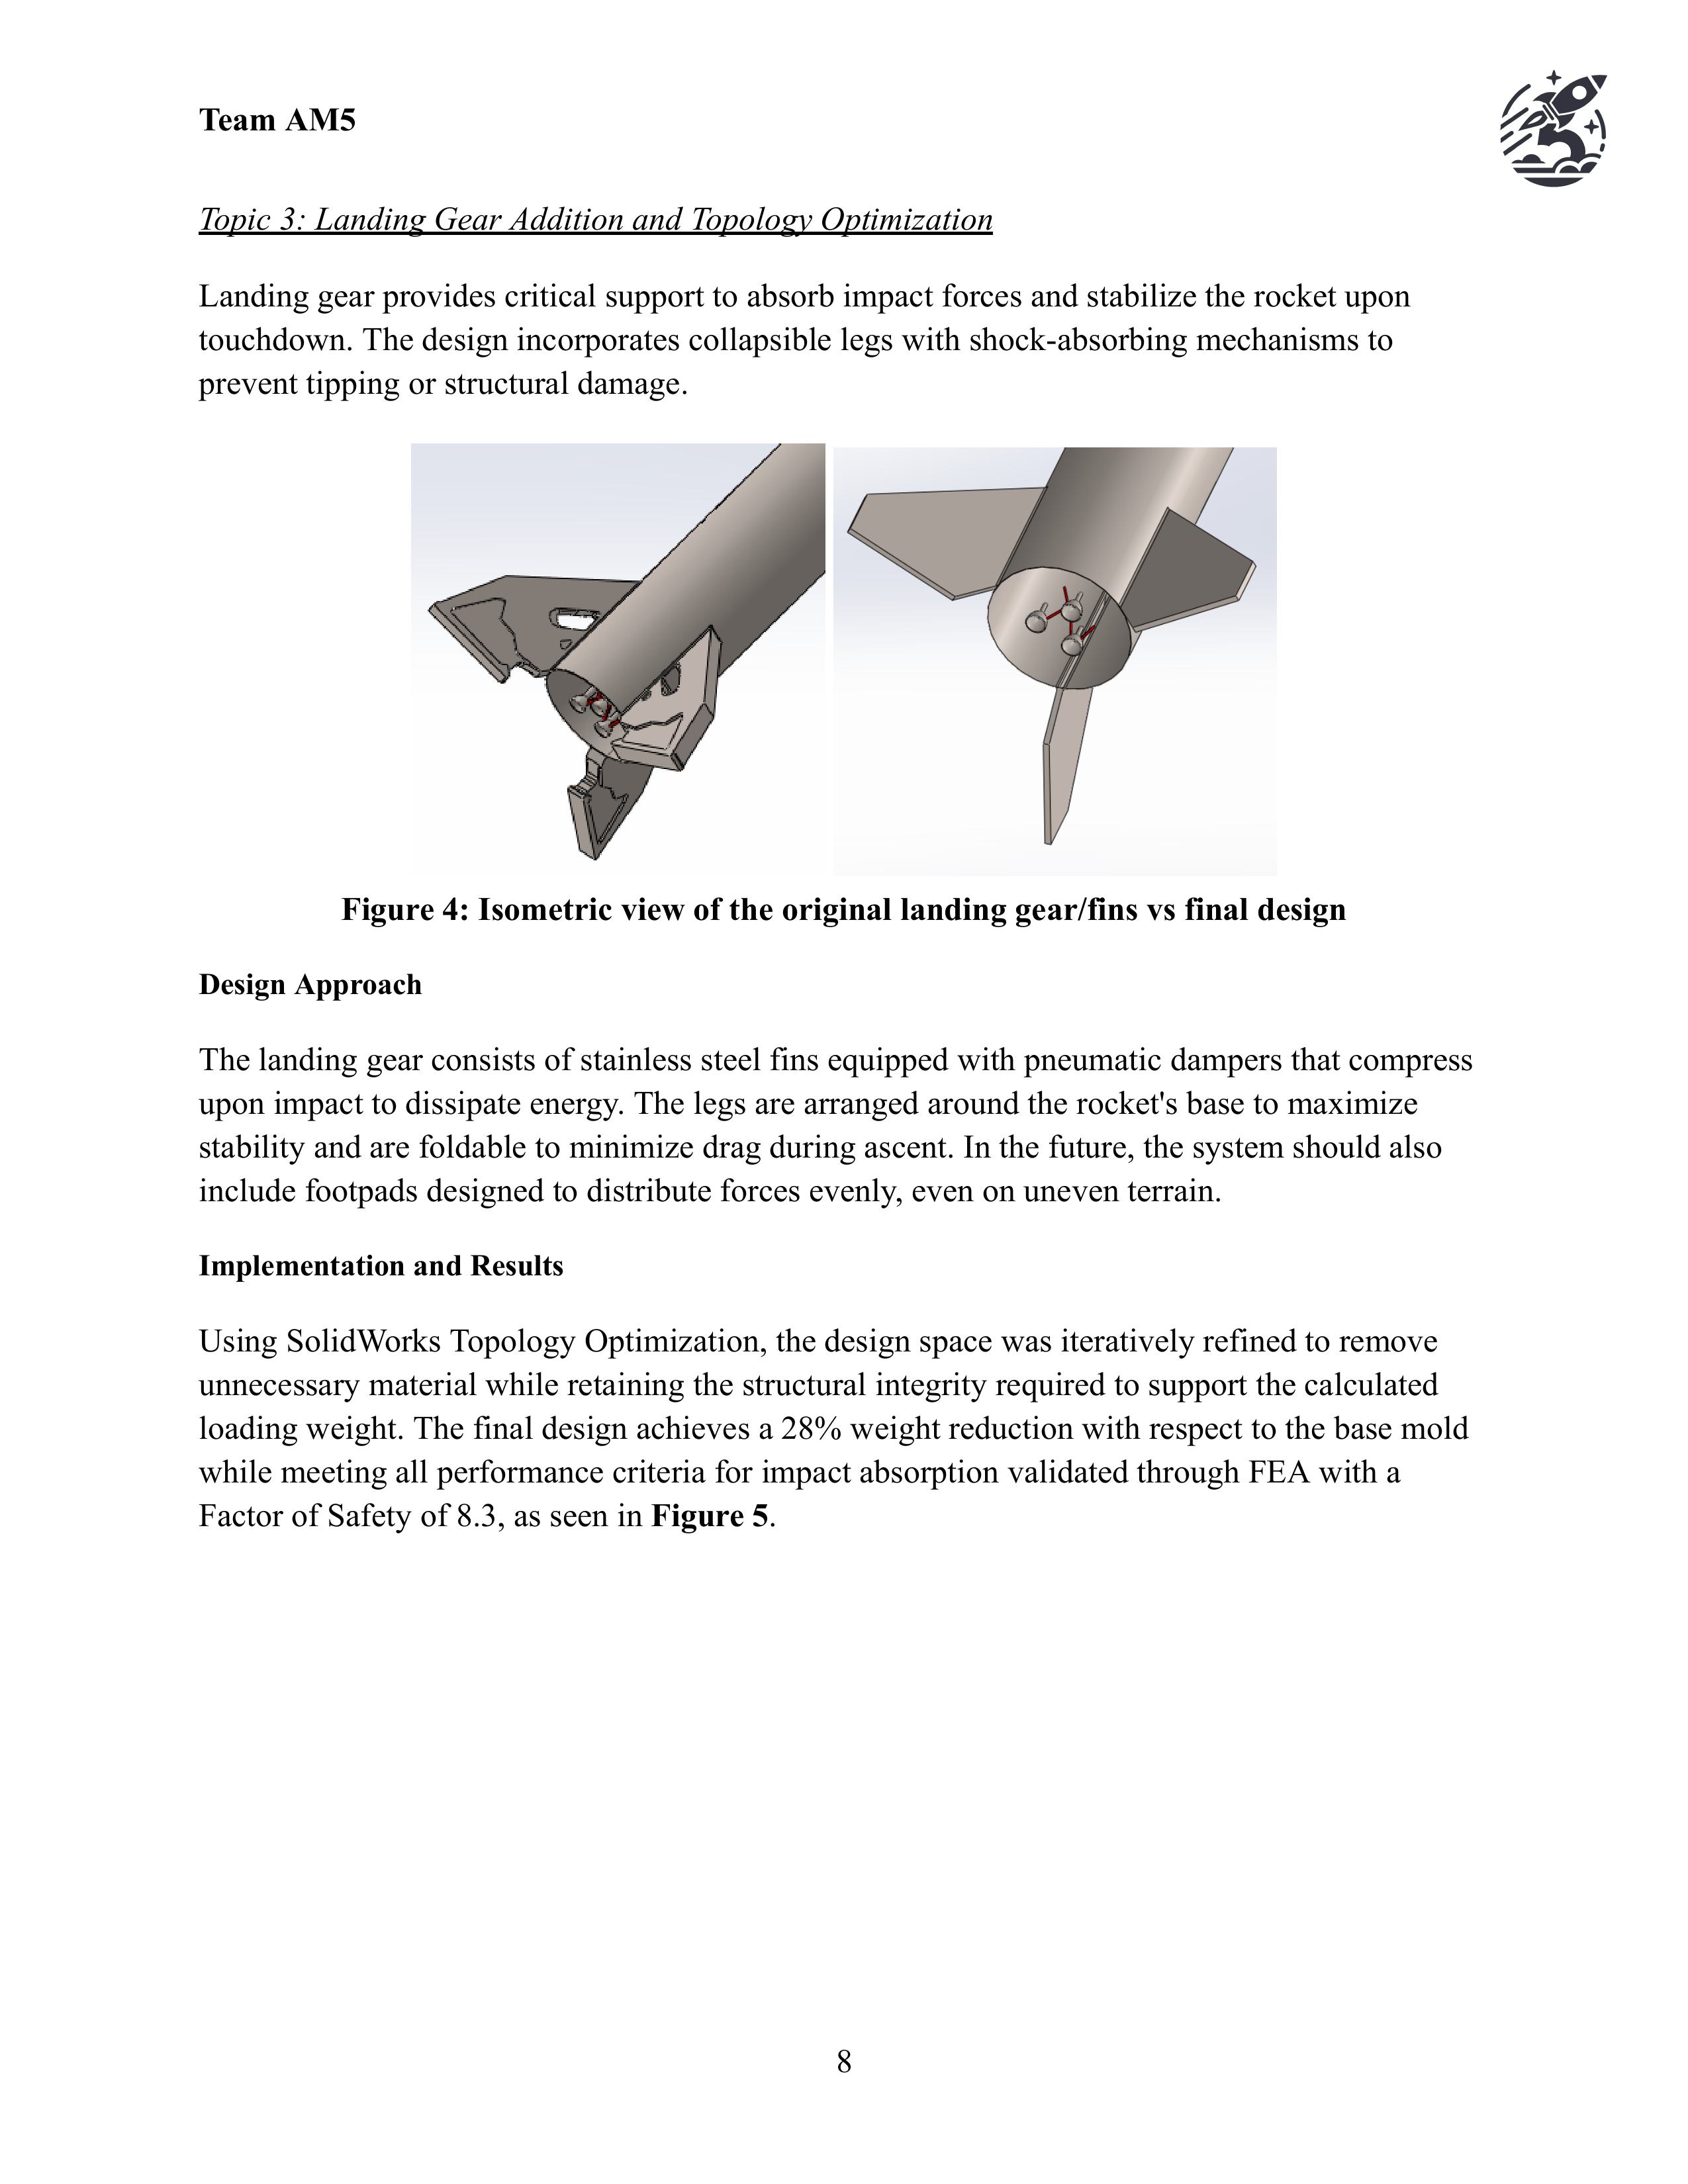 Team AM5
5
Topic 3: Landing Gear Addition and Topology Optimization
Landing gear provides critical support to absorb impact forces and stabilize the rocket upon
touchdown. The design incorporates collapsible legs with shock-absorbing mechanisms to
prevent tipping or structural damage.
Figure 4: Isometric view of the original landing gear/fins vs final design
Design Approach
The landing gear consists of stainless steel fins equipped with pneumatic dampers that compress
upon impact to dissipate energy. The legs are arranged around the rocket's base to maximize
stability and are foldable to minimize drag during ascent. In the future, the system should also
include footpads designed to distribute forces evenly, even on uneven terrain.
Implementation and Results
Using SolidWorks Topology Optimization, the design space was iteratively refined to remove
unnecessary material while retaining the structural integrity required to support the calculated
loading weight. The final design achieves a 28% weight reduction with respect to the base mold
while meeting all performance criteria for impact absorption validated through FEA with a
Factor of Safety of 8.3, as seen in Figure 5.
8